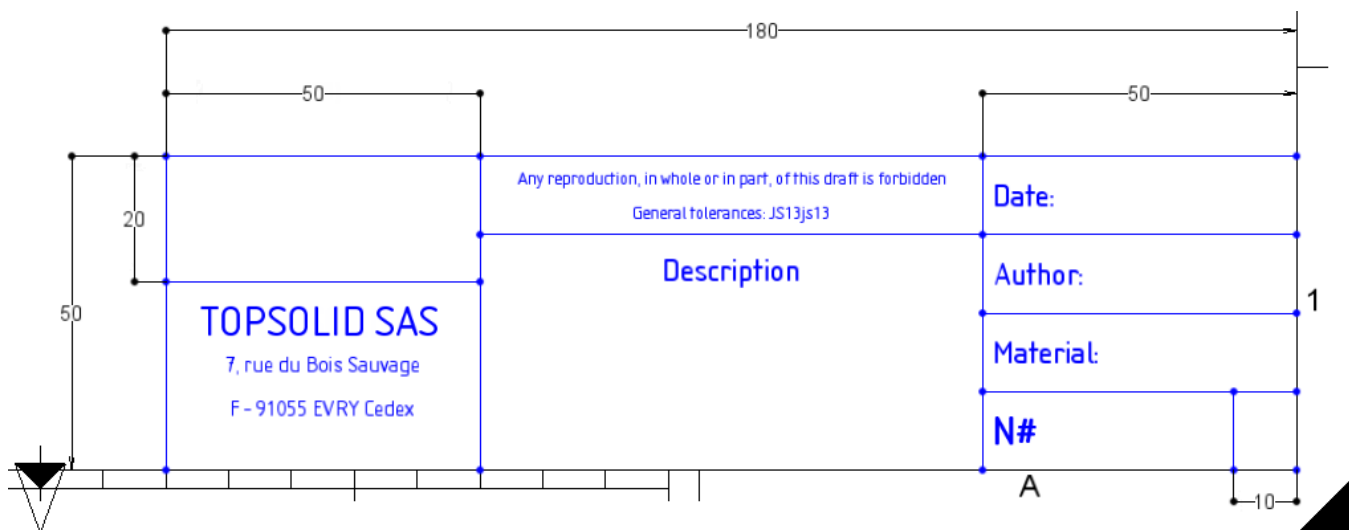 180
50
50
Any reproduction, in whole or in part, of this draft is forbidden
General tolerances: JS13js13
Date:
20
Description
Author:
50
TOPSOLID SAS
1
7, rue du Bois Sauvage
Material:
F - 91055 EVRY Cedex
N#
A
10